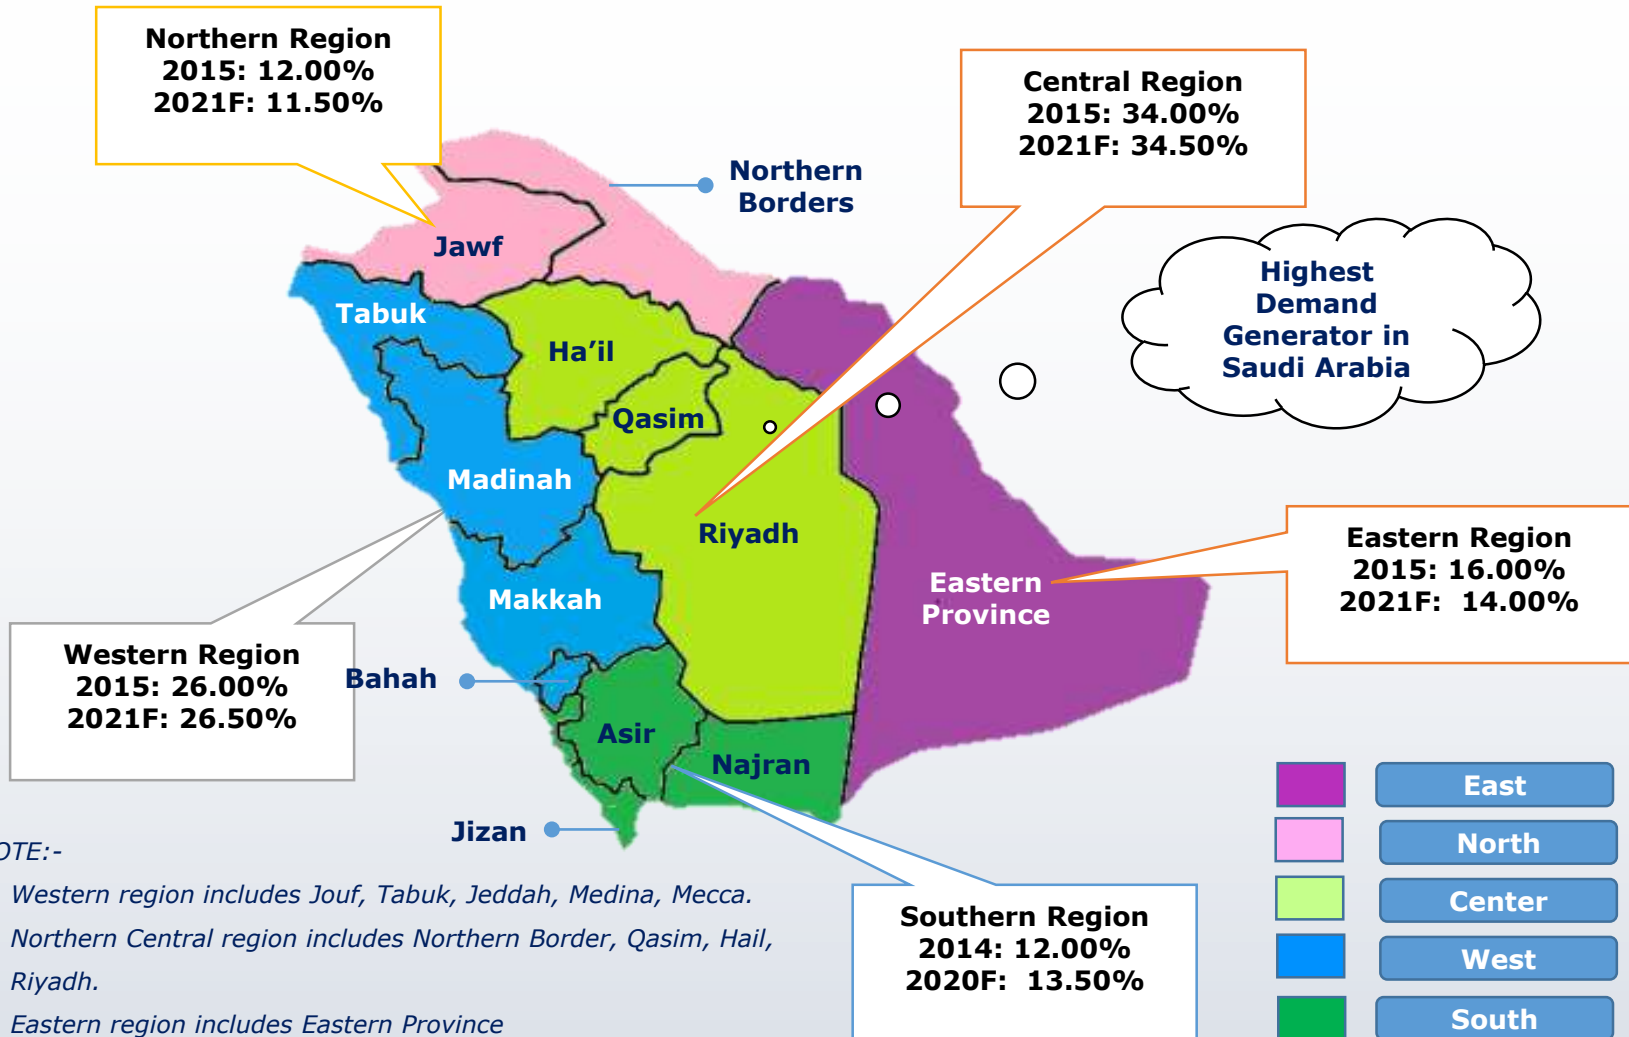 Northern Region
2015: 12.00%
2021F: 11.50%
Central Region
2015: 34.00%
2021F: 34.50%
Northern
Borders
Jawf
Highest
Demand
Generator in
Saudi Arabia
Tabuk
Ha’il
Qasim
Madinah
Riyadh
Eastern
Province
Eastern Region
2015: 16.00%
2021F: 14.00%
Makkah
Western Region
2015: 26.00%
2021F: 26.50%
Bahah
Asir
Najran
Jizan
East
North
Center
West
South
OTE:-
Western region includes Jouf, Tabuk, Jeddah, Medina, Mecca.
Northern Central region includes Northern Border, Qasim, Hail,
Riyadh.
Eastern region includes Eastern Province
Southern Region
2014: 12.00%
2020F: 13.50%